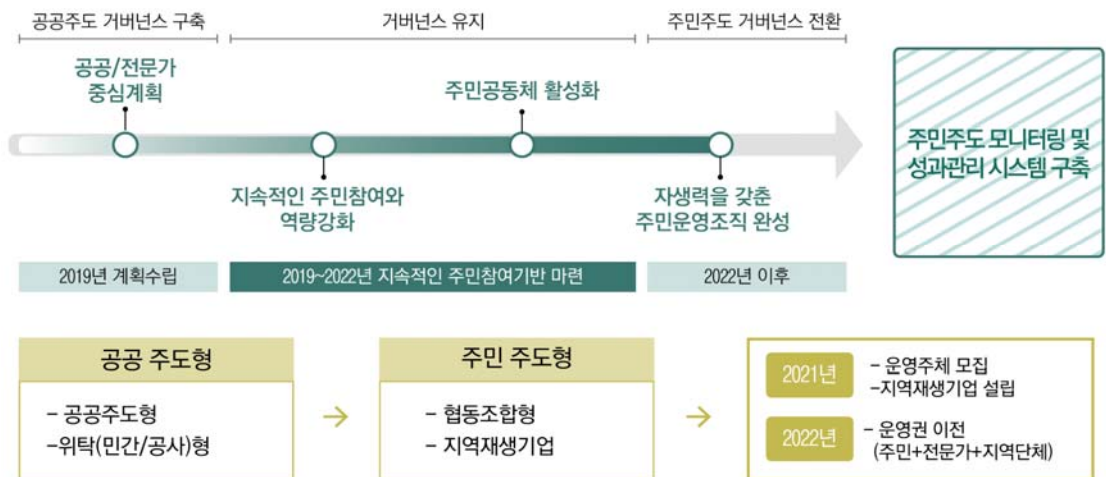 공공주도 거버넌스 구축
거버넌스 유지
주민주도 거버넌스 전환
공공/전문가
중심계획
주민공동체 활성화
지속적인 주민참여와
역량강화
자생력을 갖춘
주민운영조직 완성
주민주도 모니터링 및
성과관리 시스템 구축
2019년 계획수립
2019~2022년 지속적인 주민참여기반 마련
2022년 이후
공공 주도형
– 공공주도형
–위탁(민간/공사)형
주민 주도형
– 협동조합형
– 지역재생기업
2021년
– 운영주체 모집
–지역재생기업 설립
2022년
– 운영권 이전
(주민+전문가+지역단체)